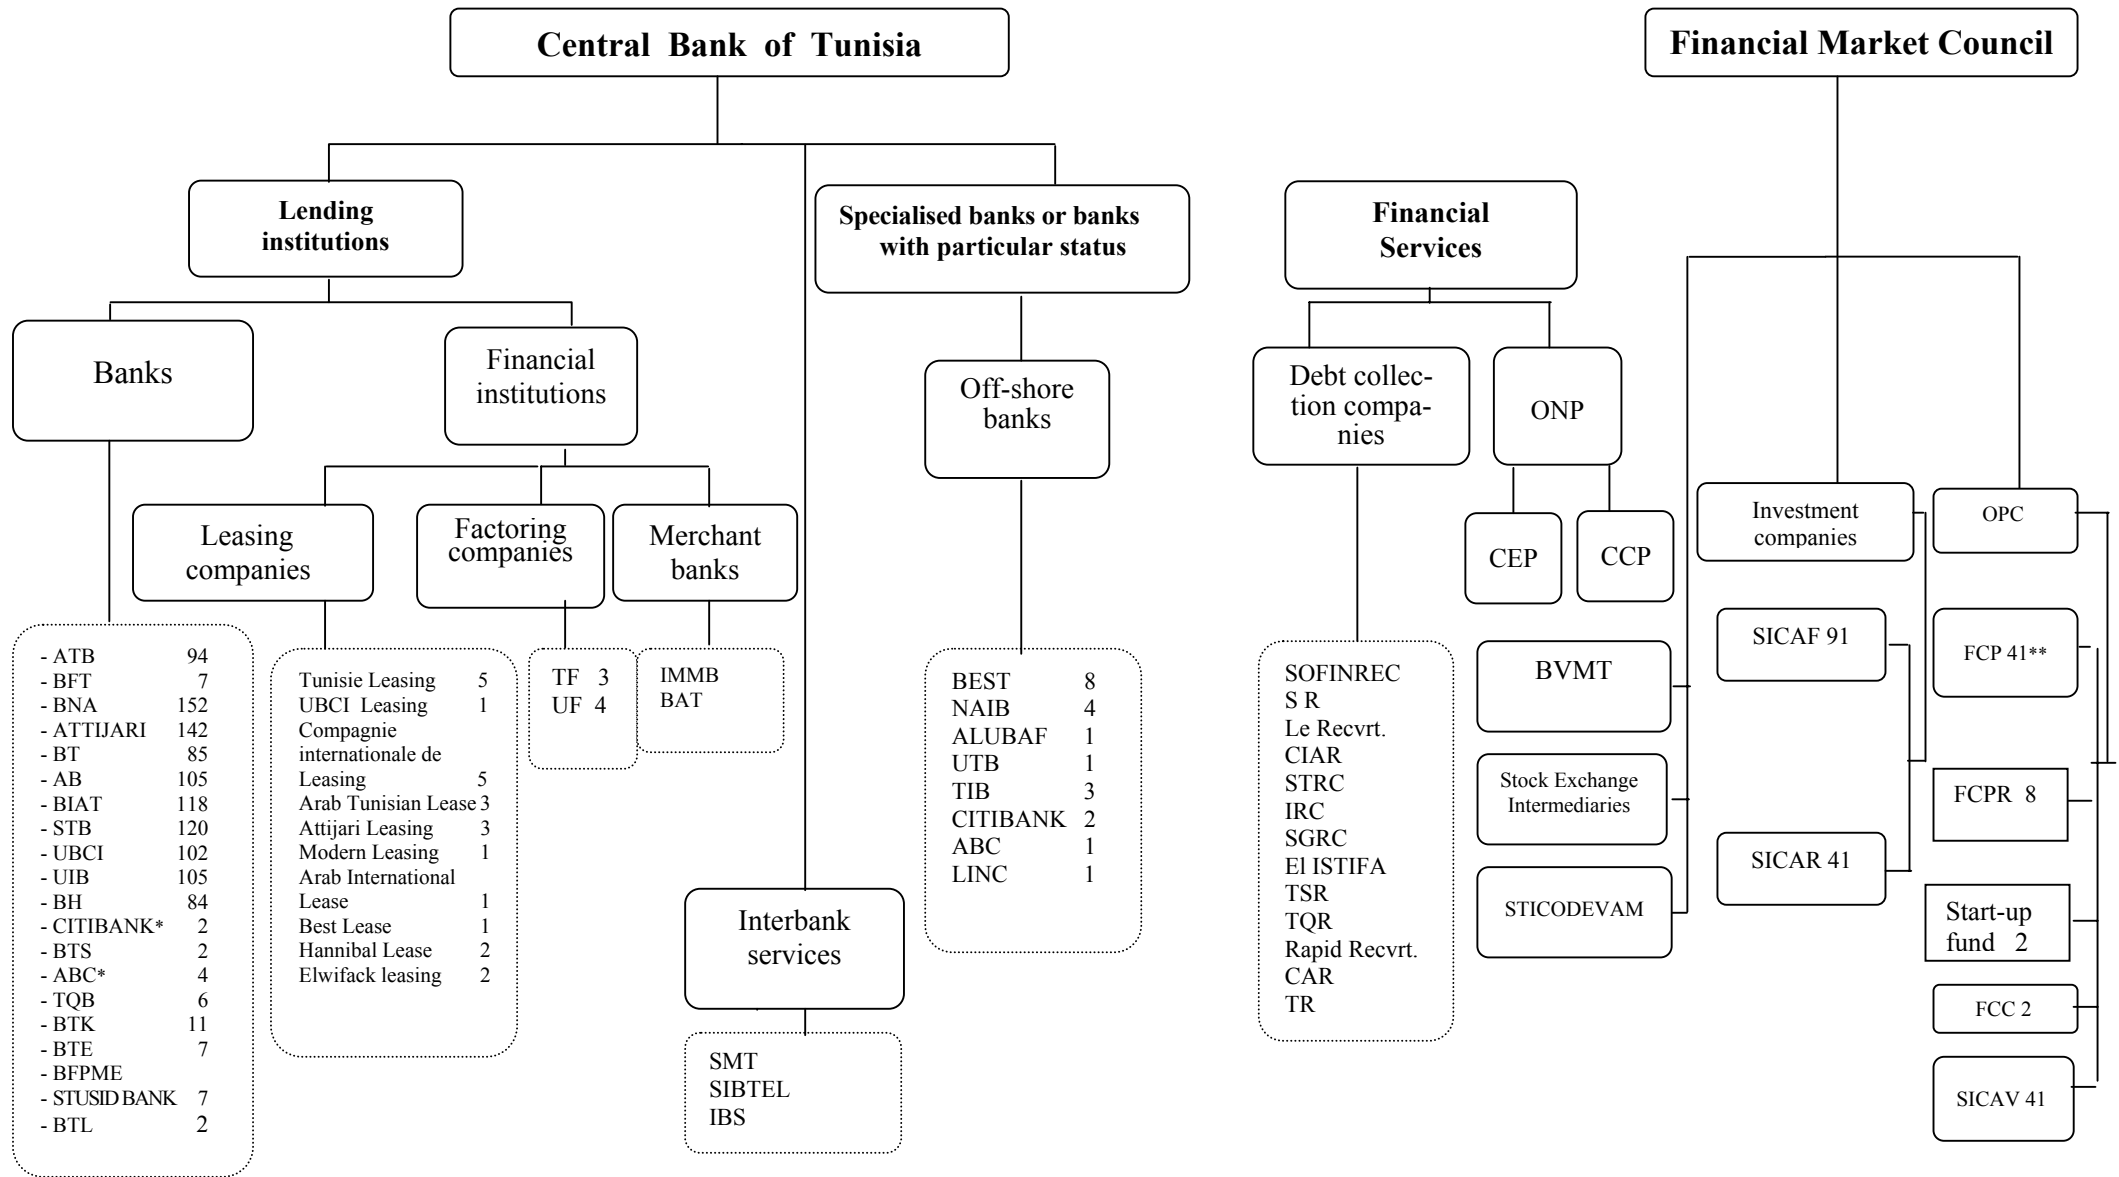 Central Bank of Tunisia
Financial Market Council
Lending
institutions
Specialised banks or banks
with particular status
Financial
Services
Banks
Financial
institutions
Off-shore
banks
Debt collec-
tion compa-
nies
ONP
Leasing
companies
Factoring
companies
Merchant
banks
CEP
CCP
Investment
companies
OPC
- ATB 94
- BFT 7
- BNA 152
- ATTIJARI 142
- BT 85
- AB 105
- BIAT 118
- STB 120
- UBCI 102
- UIB 105
- BH 84
- CITIBANK* 2
- BTS 2
- ABC* 4
- TQB 6
- BTK 11
- BTE 7
- BFPME
- STUSID BANK 7
- BTL 2
Tunisie Leasing 5
UBCI Leasing 1
Compagnie
internationale de
Leasing 5
Arab Tunisian Lease 3
Attijari Leasing 3
Modern Leasing 1
Arab International
Lease 1
Best Lease 1
Hannibal Lease 2
Elwifack leasing 2
TF 3
UF 4
IMMB
BAT
Interbank
services
SMT
SIBTEL
IBS
BEST 8
NAIB 4
ALUBAF 1
UTB 1
TIB 3
CITIBANK 2
ABC 1
LINC 1
SOFINREC
S R
Le Recvrt.
CIAR
STRC
IRC
SGRC
El ISTIFA
TSR
TQR
Rapid Recvrt.
CAR
TR
BVMT
Stock Exchange
Intermediaries
STICODEVAM
SICAF 91
SICAR 41
FCP 41**
FCPR 8
Start-up
fund 2
FCC 2
SICAV 41